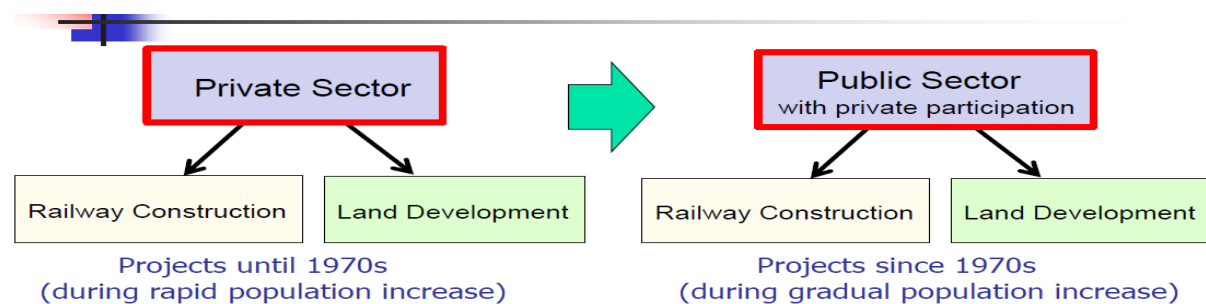 Private Sector
Railway Construction
Land Development
Projects until 1970s
(during rapid population increase)
Public Sector
with private participation
Railway Construction
Land Development
Projects since 1970s
(during gradual population increase)